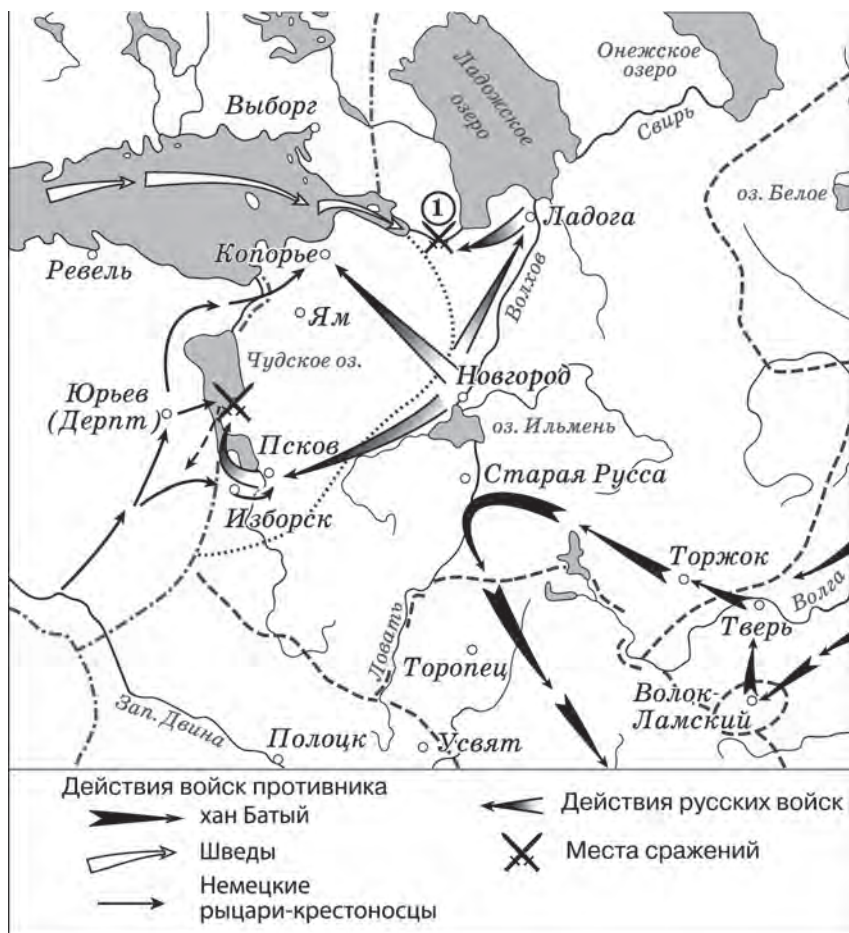 Онежское
озеро
Ладожское
озеро
Выборг
Свирь
1
Ладога
оз. Белое
Копорье
Ревель
Волхов
Ям
Чудское оз.
Новгород
Юрьев
(Дерпт)
оз. Ильмень
Псков
Старая Русса
Изборск
Торжок
Волга
Тверь
Ловать
Торопец
Волок-
Ламский
Зап. Двина
Полоцк
Усвят
Действия войск противника
хан Батый
Шведы
Немецкие
рыцари-крестоносцы
Действия русских войск
Места сражений